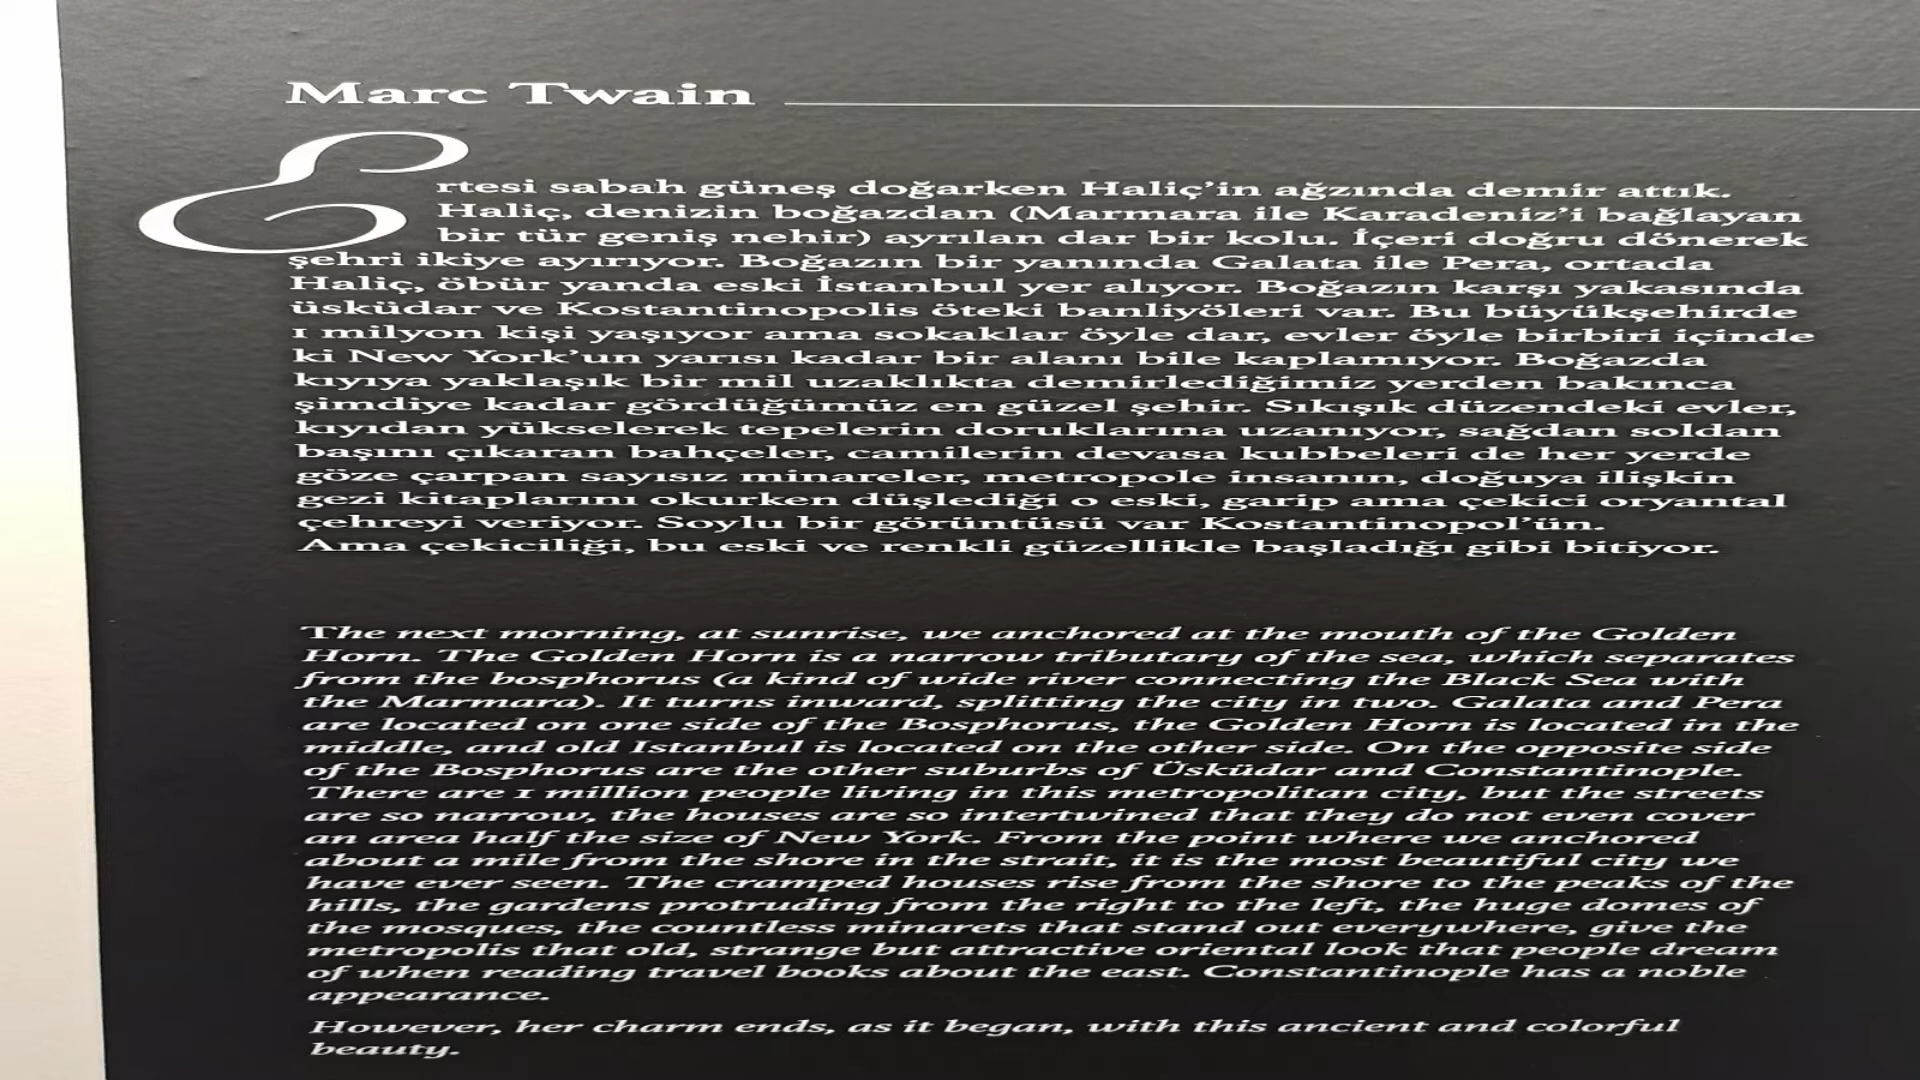 Marc Twain
Ertesi sabah güneş doğarken Haliç’in ağzında demir attık.
Haliç, denizin boğazdan (Marmara ile Karadeniz’i bağlayan
bir tür geniş nehir) ayrılan dar bir kolu. İçeri doğru dönerek
şehri ikiye ayırıyor. Boğazın bir yanında Galata ile Pera, ortada
Haliç, öbür yanda eski İstanbul yer alıyor. Boğazın karşı yakasında
üsküdar ve Kostantinopolis öteki banliyöleri var. Bu büyükşehirde
1 milyon kişi yaşıyor ama sokaklar öyle dar, evler öyle birbiri içinde
ki New York’un yarısı kadar bir alanı bile kaplamıyor. Boğazda
kıyıya yaklaşık bir mil uzaklıkta demirlediğimiz yerden bakınca
şimdiye kadar gördüğümüz en güzel şehir. Sıkışık düzendeki evler,
kıyıdan yükselerek tepelerin doruklarına uzanıyor, sağdan soldan
başını çıkaran bahçeler, camilerin devasa kubbeleri de her yerde
göze çarpan sayısız minareler, metropole insanın, doğuya ilişkin
gezi kitaplarını okurken düşlediği o eski, garip ama çekici oryantal
çehreyi veriyor. Soylu bir görüntüsü var Kostantinopol’ün.
Ama çekiciliği, bu eski ve renkli güzellikle başladığı gibi bitiyor.
The next morning, at sunrise, we anchored at the mouth of the Golden
Horn. The Golden Horn is a narrow tributary of the sea, which separates
from the bosphorus (a kind of wide river connecting the Black Sea with
the Marmara). It turns inward, splitting the city in two. Galata and Pera
are located on one side of the Bosphorus, the Golden Horn is located in the
middle, and old Istanbul is located on the other side. On the opposite side
of the Bosphorus are the other suburbs of Üsküdar and Constantinople.
There are 1 million people living in this metropolitan city, but the streets
are so narrow, the houses are so intertwined that they do not even cover
an area half the size of New York. From the point where we anchored
about a mile from the shore in the strait, it is the most beautiful city we
have ever seen. The cramped houses rise from the shore to the peaks of the
hills, the gardens protruding from the right to the left, the huge domes of
the mosques, the countless minarets that stand out everywhere, give the
metropolis that old, strange but attractive oriental look that people dream
of when reading travel books about the east. Constantinople has a noble
appearance.
However, her charm ends, as it began, with this ancient and colorful
beauty.